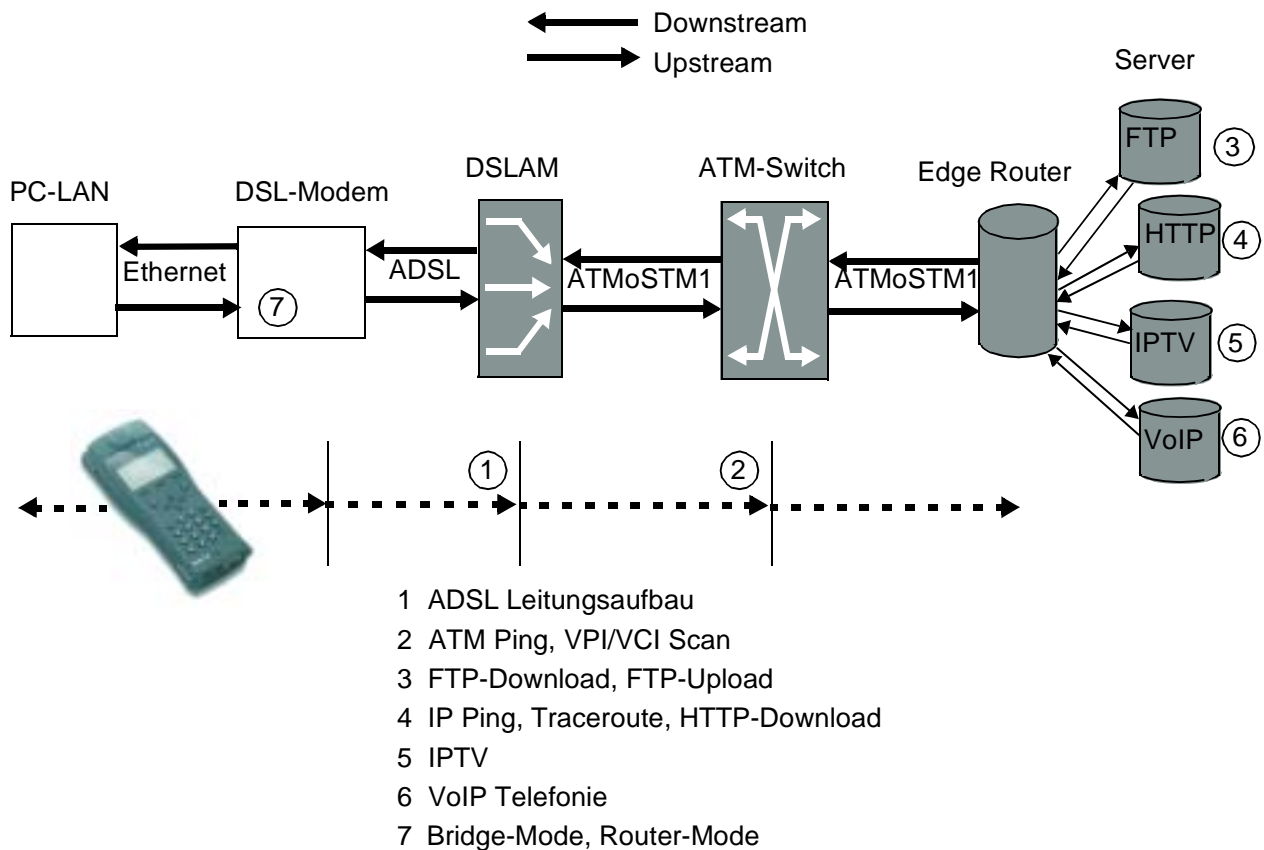 Downstream
Upstream
Server
FTP
3
DSLAM
ATM-Switch
Edge Router
PC-LAN
DSL-Modem
HTTP
4
Ethernet
ADSL
ATMoSTM1
ATMoSTM1
7
IPTV
5
VoIP
6
1
2
1 ADSL Leitungsaufbau
2 ATM Ping, VPI/VCI Scan
3 FTP-Download, FTP-Upload
4 IP Ping, Traceroute, HTTP-Download
5 IPTV
6 VoIP Telefonie
7 Bridge-Mode, Router-Mode